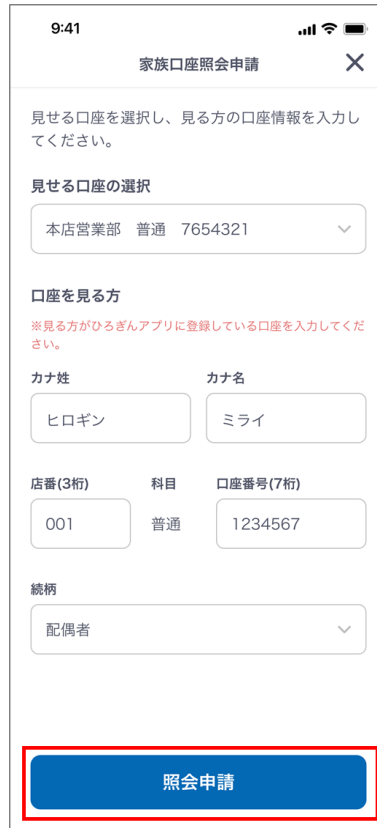 9:41
家族口座照会申請
見せる口座を選択し、見る方の口座情報を入力し
てください。
見せる口座の選択
本店営業部　普通　7654321
口座を見る方
※見る方がひろぎんアプリに登録している口座を入力してくだ
さい。
カナ姓　カナ名
ヒロギン　ミライ
店番(3桁)　科目　口座番号(7桁)
001　普通　1234567
続柄
配偶者
照会申請